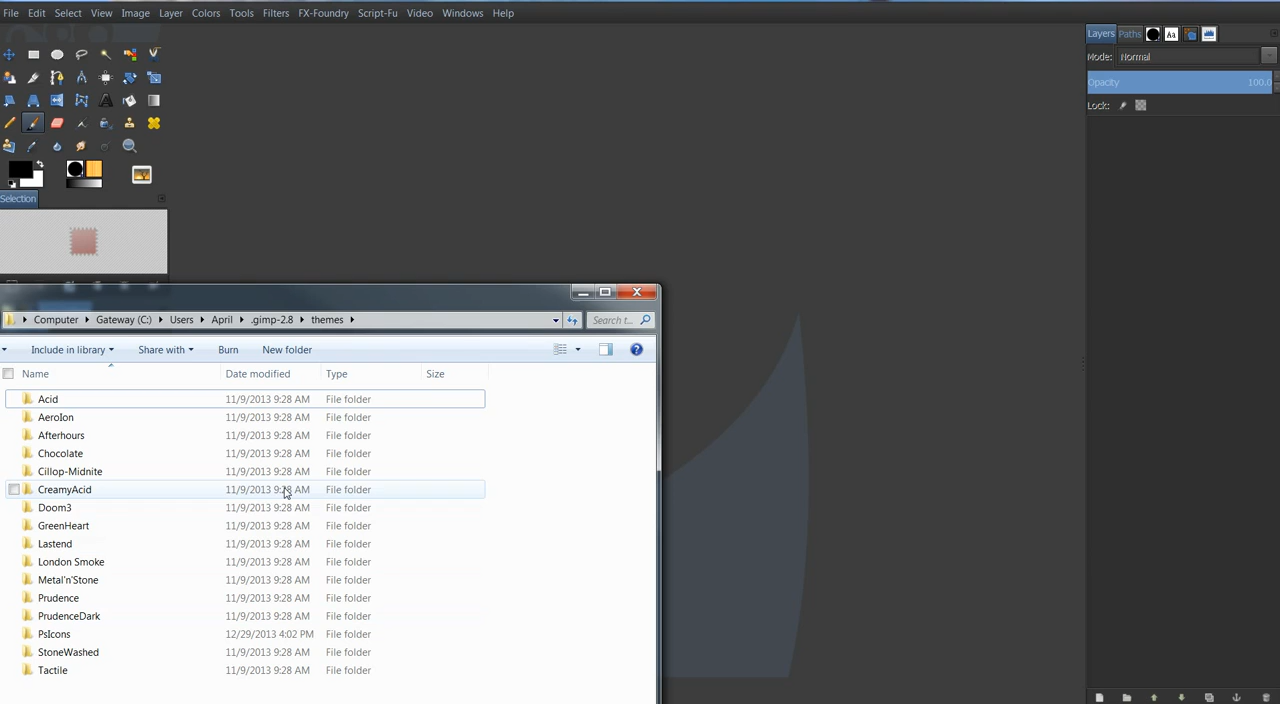 File Edit Select View Image Layer Colors Tools Filters FX-Foundry Script-Fu Video Windows Help
Layers Paths Aa
Mode: Normal
Opacity 100.0
Lock:
Selection
Computer Gateway (C:) Users April .gimp-2.8 themes Search t...
Include in library Share with Burn New folder
Name Date modified Type Size
Acid 11/9/2013 9:28 AM File folder
AeroIon 11/9/2013 9:28 AM File folder
Afterhours 11/9/2013 9:28 AM File folder
Chocolate 11/9/2013 9:28 AM File folder
Cillop-Midnite 11/9/2013 9:28 AM File folder
CreamyAcid 11/9/2013 9:28 AM File folder
Doom3 11/9/2013 9:28 AM File folder
GreenHeart 11/9/2013 9:28 AM File folder
Lastend 11/9/2013 9:28 AM File folder
London Smoke 11/9/2013 9:28 AM File folder
Metal'n'Stone 11/9/2013 9:28 AM File folder
Prudence 11/9/2013 9:28 AM File folder
PrudenceDark 11/9/2013 9:28 AM File folder
PsIcons 12/29/2013 4:02 PM File folder
StoneWashed 11/9/2013 9:28 AM File folder
Tactile 11/9/2013 9:28 AM File folder